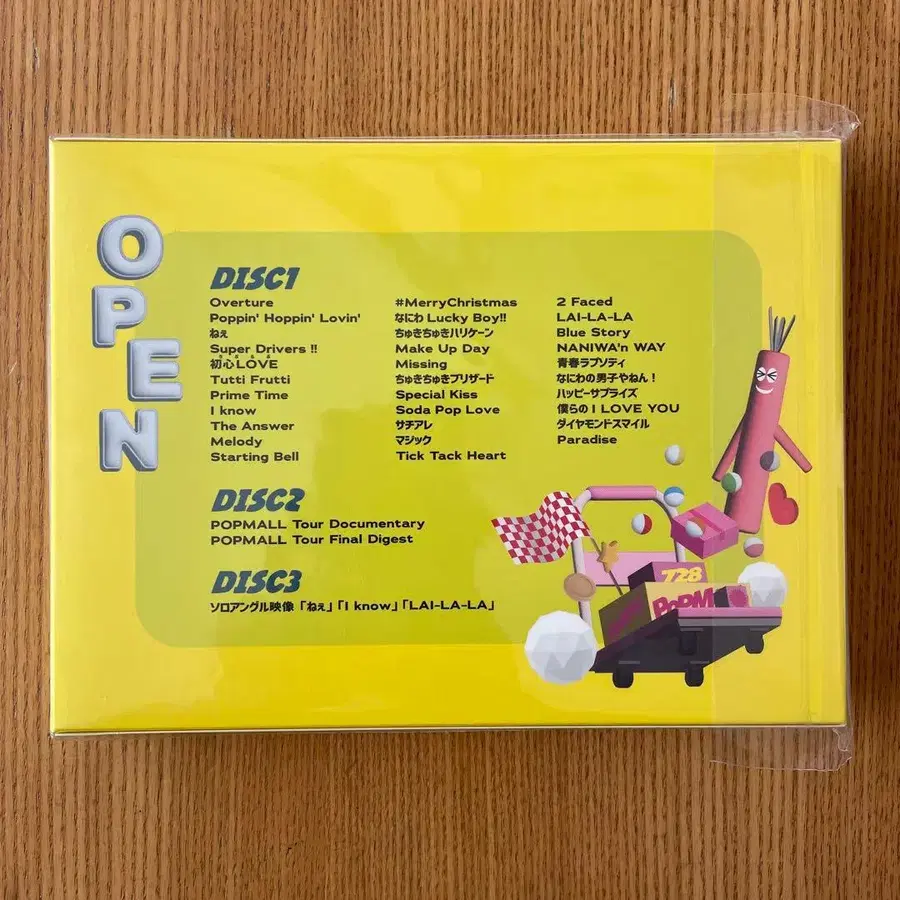 OPEN
DISC1
Overture
Poppin' Hoppin' Lovin'
ねぇ
Super Drivers !!
初心LOVE
Tutti Frutti
Prime Time
I know
The Answer
Melody
Starting Bell
#MerryChristmas
なにわ Lucky Boy!!
ちゅきちゅきハリケーン
Make Up Day
Missing
ちゅきちゅきブリザード
Special Kiss
Soda Pop Love
サチアレ
マジック
Tick Tack Heart
2 Faced
LAI-LA-LA
Blue Story
NANIWA'n WAY
青春ラプソディ
なにわの男子やねん!
ハッピーサプライズ
僕らの I LOVE YOU
ダイヤモンドスマイル
Paradise
DISC2
POPMALL Tour Documentary
POPMALL Tour Final Digest
DISC3
ソロアングル映像「ねぇ」「I know」「LAI-LA-LA」
728
POPM